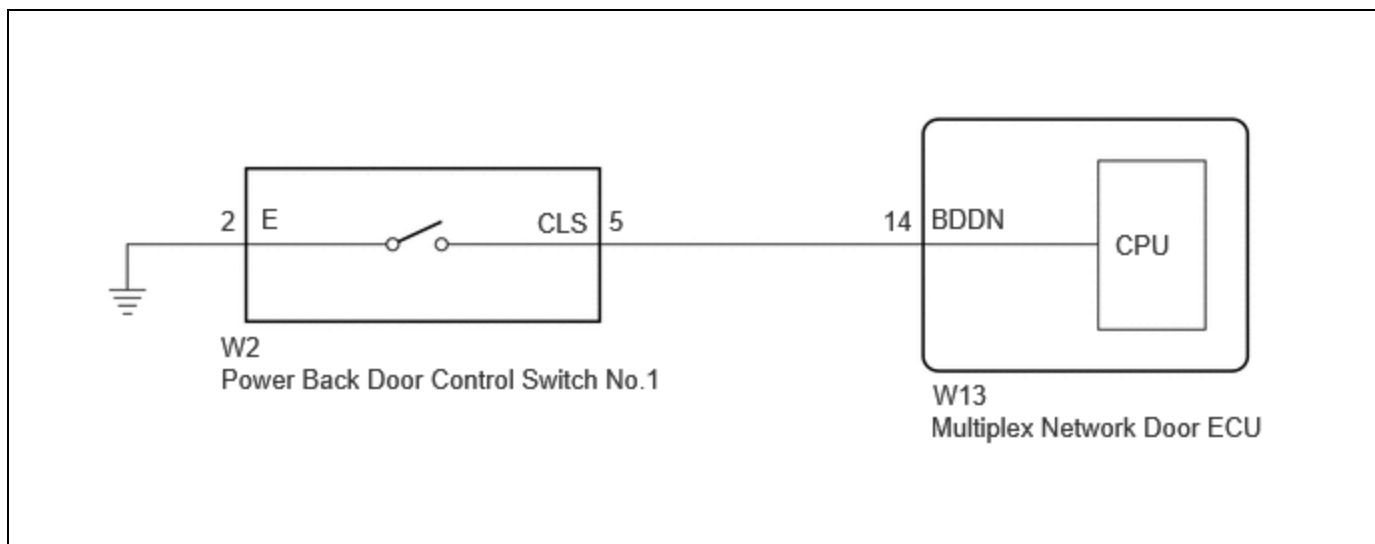 2
E
CLS
5
14
BDDN
CPU
W2
Power Back Door Control Switch No.1
W13
Multiplex Network Door ECU